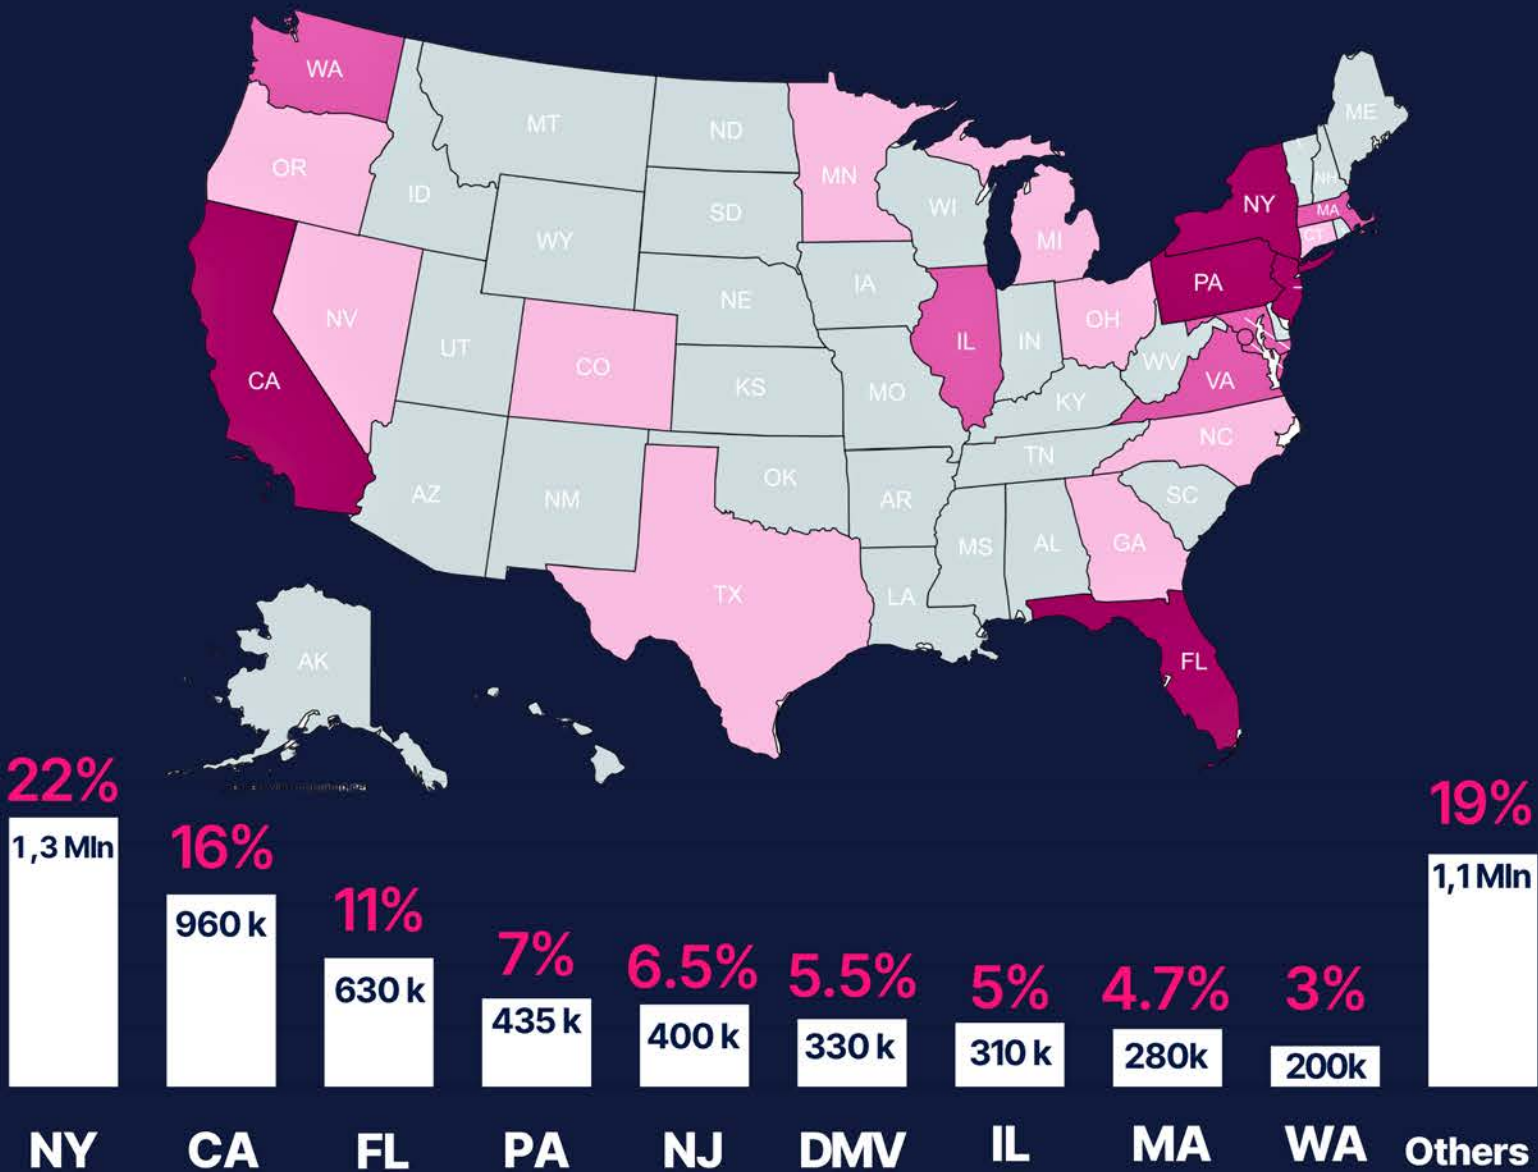 WA
MT
ND
MN
ME
OR
ID
SD
WI
NH
WY
MI
NY
MA
CT
NV
UT
CO
NE
IA
PA
OH
IL
IN
WV
VA
CA
KS
MO
KY
NC
AZ
NM
OK
AR
TN
SC
MS
AL
GA
TX
LA
AK
FL
22%
16%
11%
7%
6.5%
5.5%
5%
4.7%
3%
19%
1,3 Mln
960 k
630 k
435 k
400 k
330 k
310 k
280k
200k
1,1 Mln
NY
CA
FL
PA
NJ
DMV
IL
MA
WA
Others